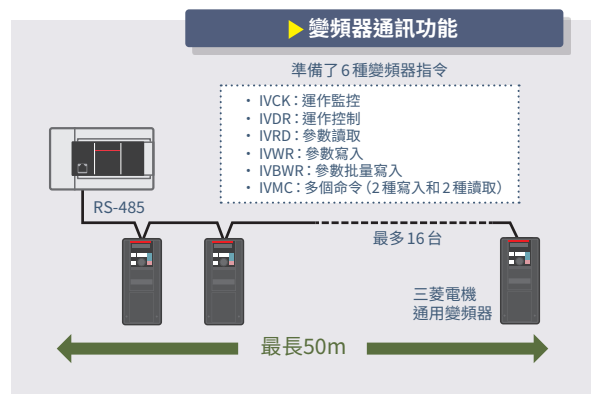 變頻器通訊功能
準備了6種變頻器指令
・ IVCK：運作監控
・ IVDR：運作控制
・ IVRD：參數讀取
・ IVWR：參數寫入
・ IVBWR：參數批量寫入
・ IVMC：多個命令（2種寫入和2種讀取）
RS-485
最多16台
三菱電機
通用變頻器
最長50m